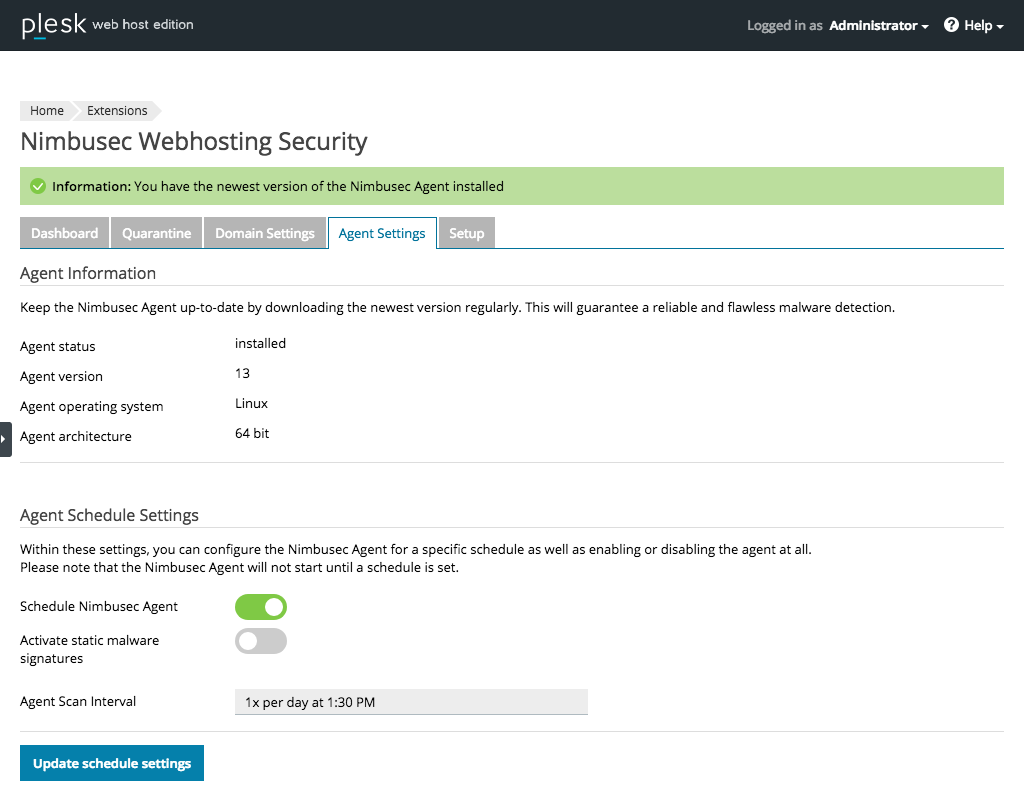 plesk web host edition
Logged in as Administrator Help
Home Extensions
Nimbusec Webhosting Security
Information: You have the newest version of the Nimbusec Agent installed
Dashboard Quarantine Domain Settings Agent Settings Setup
Agent Information
Keep the Nimbusec Agent up-to-date by downloading the newest version regularly. This will guarantee a reliable and flawless malware detection.
Agent status installed
Agent version 13
Agent operating system Linux
Agent architecture 64 bit
Agent Schedule Settings
Within these settings, you can configure the Nimbusec Agent for a specific schedule as well as enabling or disabling the agent at all.
Please note that the Nimbusec Agent will not start until a schedule is set.
Schedule Nimbusec Agent
Activate static malware
signatures
Agent Scan Interval 1x per day at 1:30 PM
Update schedule settings